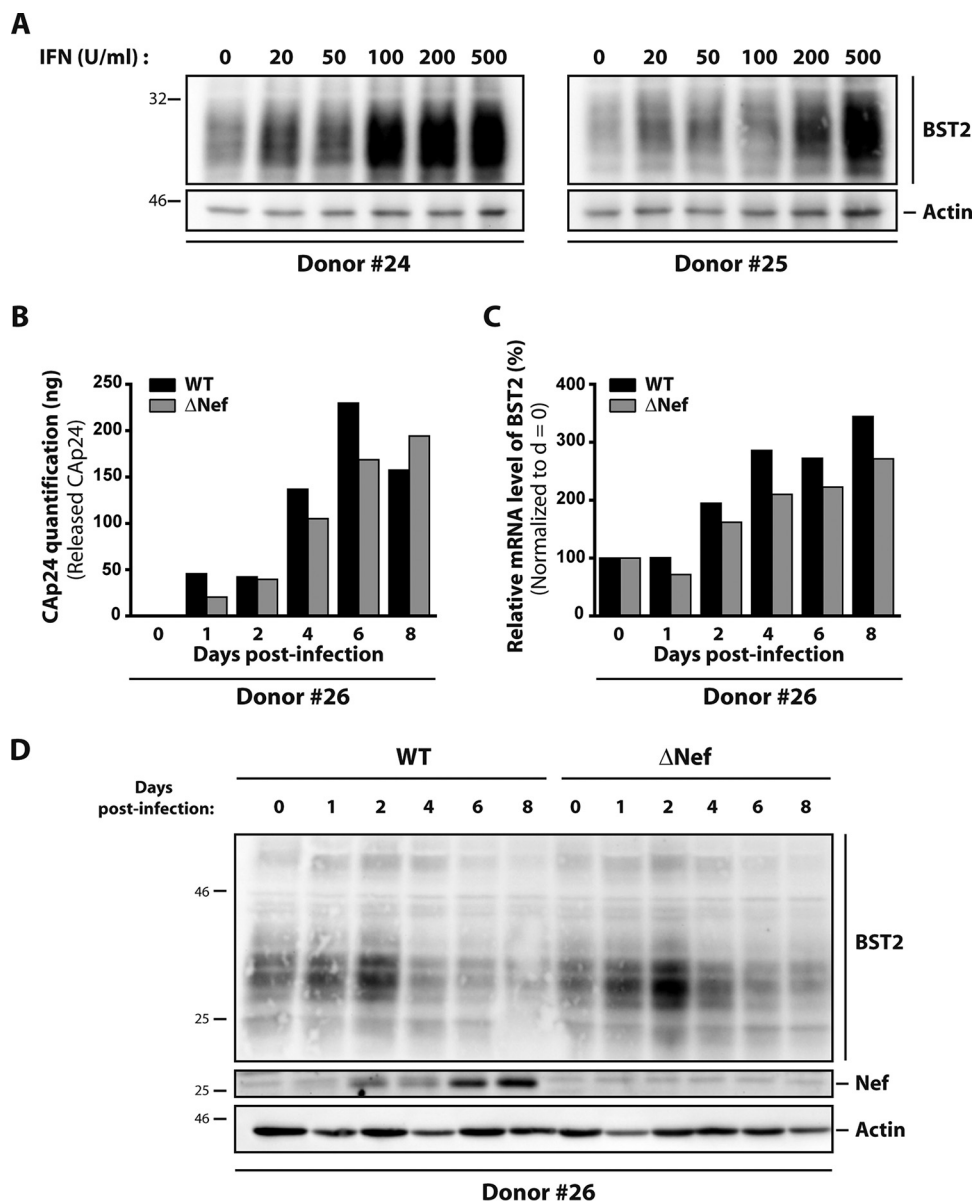 A
IFN (U/ml) : 0 20 50 100 200 500 0 20 50 100 200 500
32
BST2
46
Actin
Donor #24 Donor #25
B
CAp24 quantification (ng)
(Released CAp24)
250
200
150
100
50
0
WT
ΔNef
0 1 2 4 6 8
Days post-infection
Donor #26
C
Relative mRNA level of BST2 (%)
(Normalized to d = 0)
400
300
200
100
0
WT
ΔNef
0 1 2 4 6 8
Days post-infection
Donor #26
D
WT ΔNef
Days
post-infection: 0 1 2 4 6 8 0 1 2 4 6 8
46
BST2
25
Nef
25
46
Actin
Donor #26